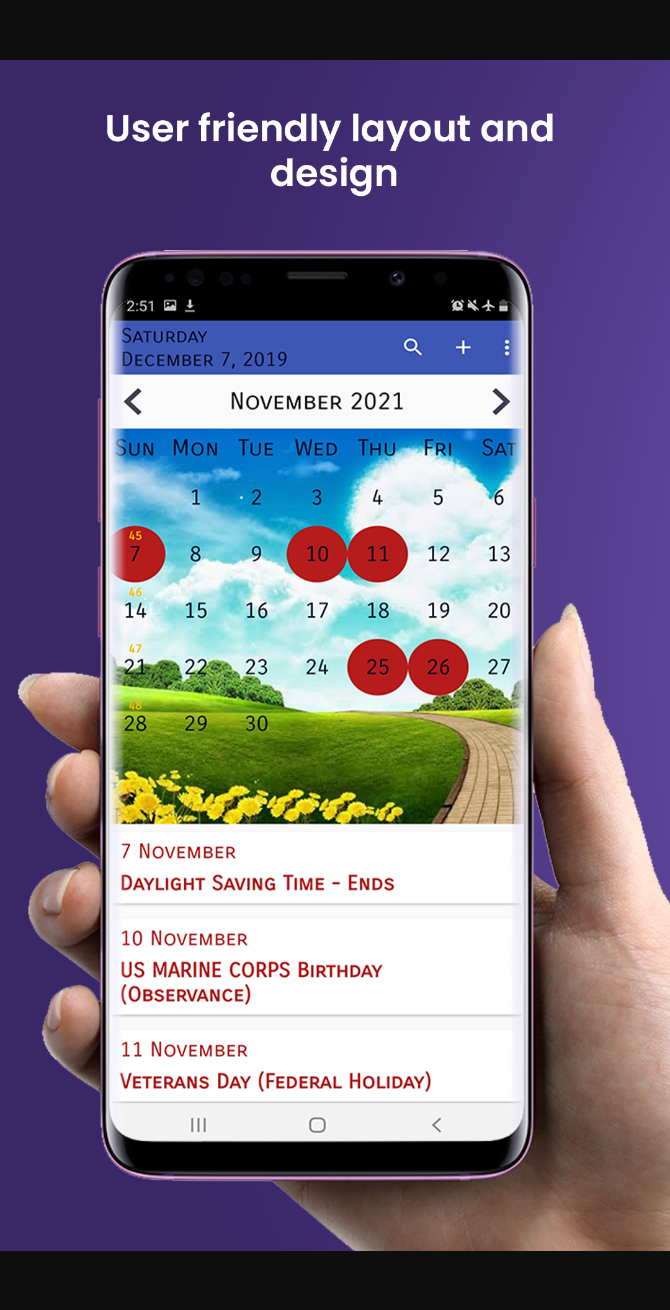 User friendly layout and
design
2:51
Saturday
December 7, 2019
November 2021
Sun Mon Tue Wed Thu Fri Sat
1 2 3 4 5 6
45
7 8 9 10 11 12 13
46
14 15 16 17 18 19 20
47
21 22 23 24 25 26 27
48
28 29 30
7 November
Daylight Saving Time - Ends
10 November
US MARINE CORPS Birthday
(Observance)
11 November
Veterans Day (Federal Holiday)